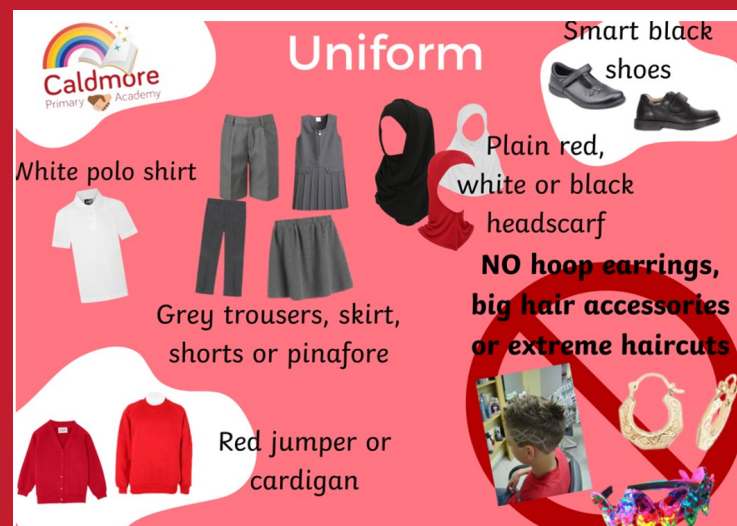 Caldmore
Primary Academy
Uniform
Smart black
shoes
White polo shirt
Plain red,
white or black
headscarf
NO hoop earrings,
big hair accessories
or extreme haircuts
Grey trousers, skirt,
shorts or pinafore
Red jumper or
cardigan